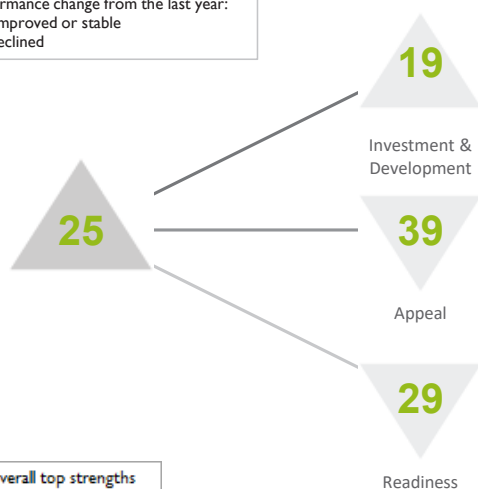 rmance change from the last year:
mproved or stable
eclined
19
Investment &
Development
25
39
Appeal
29
verall top strengths
Readiness